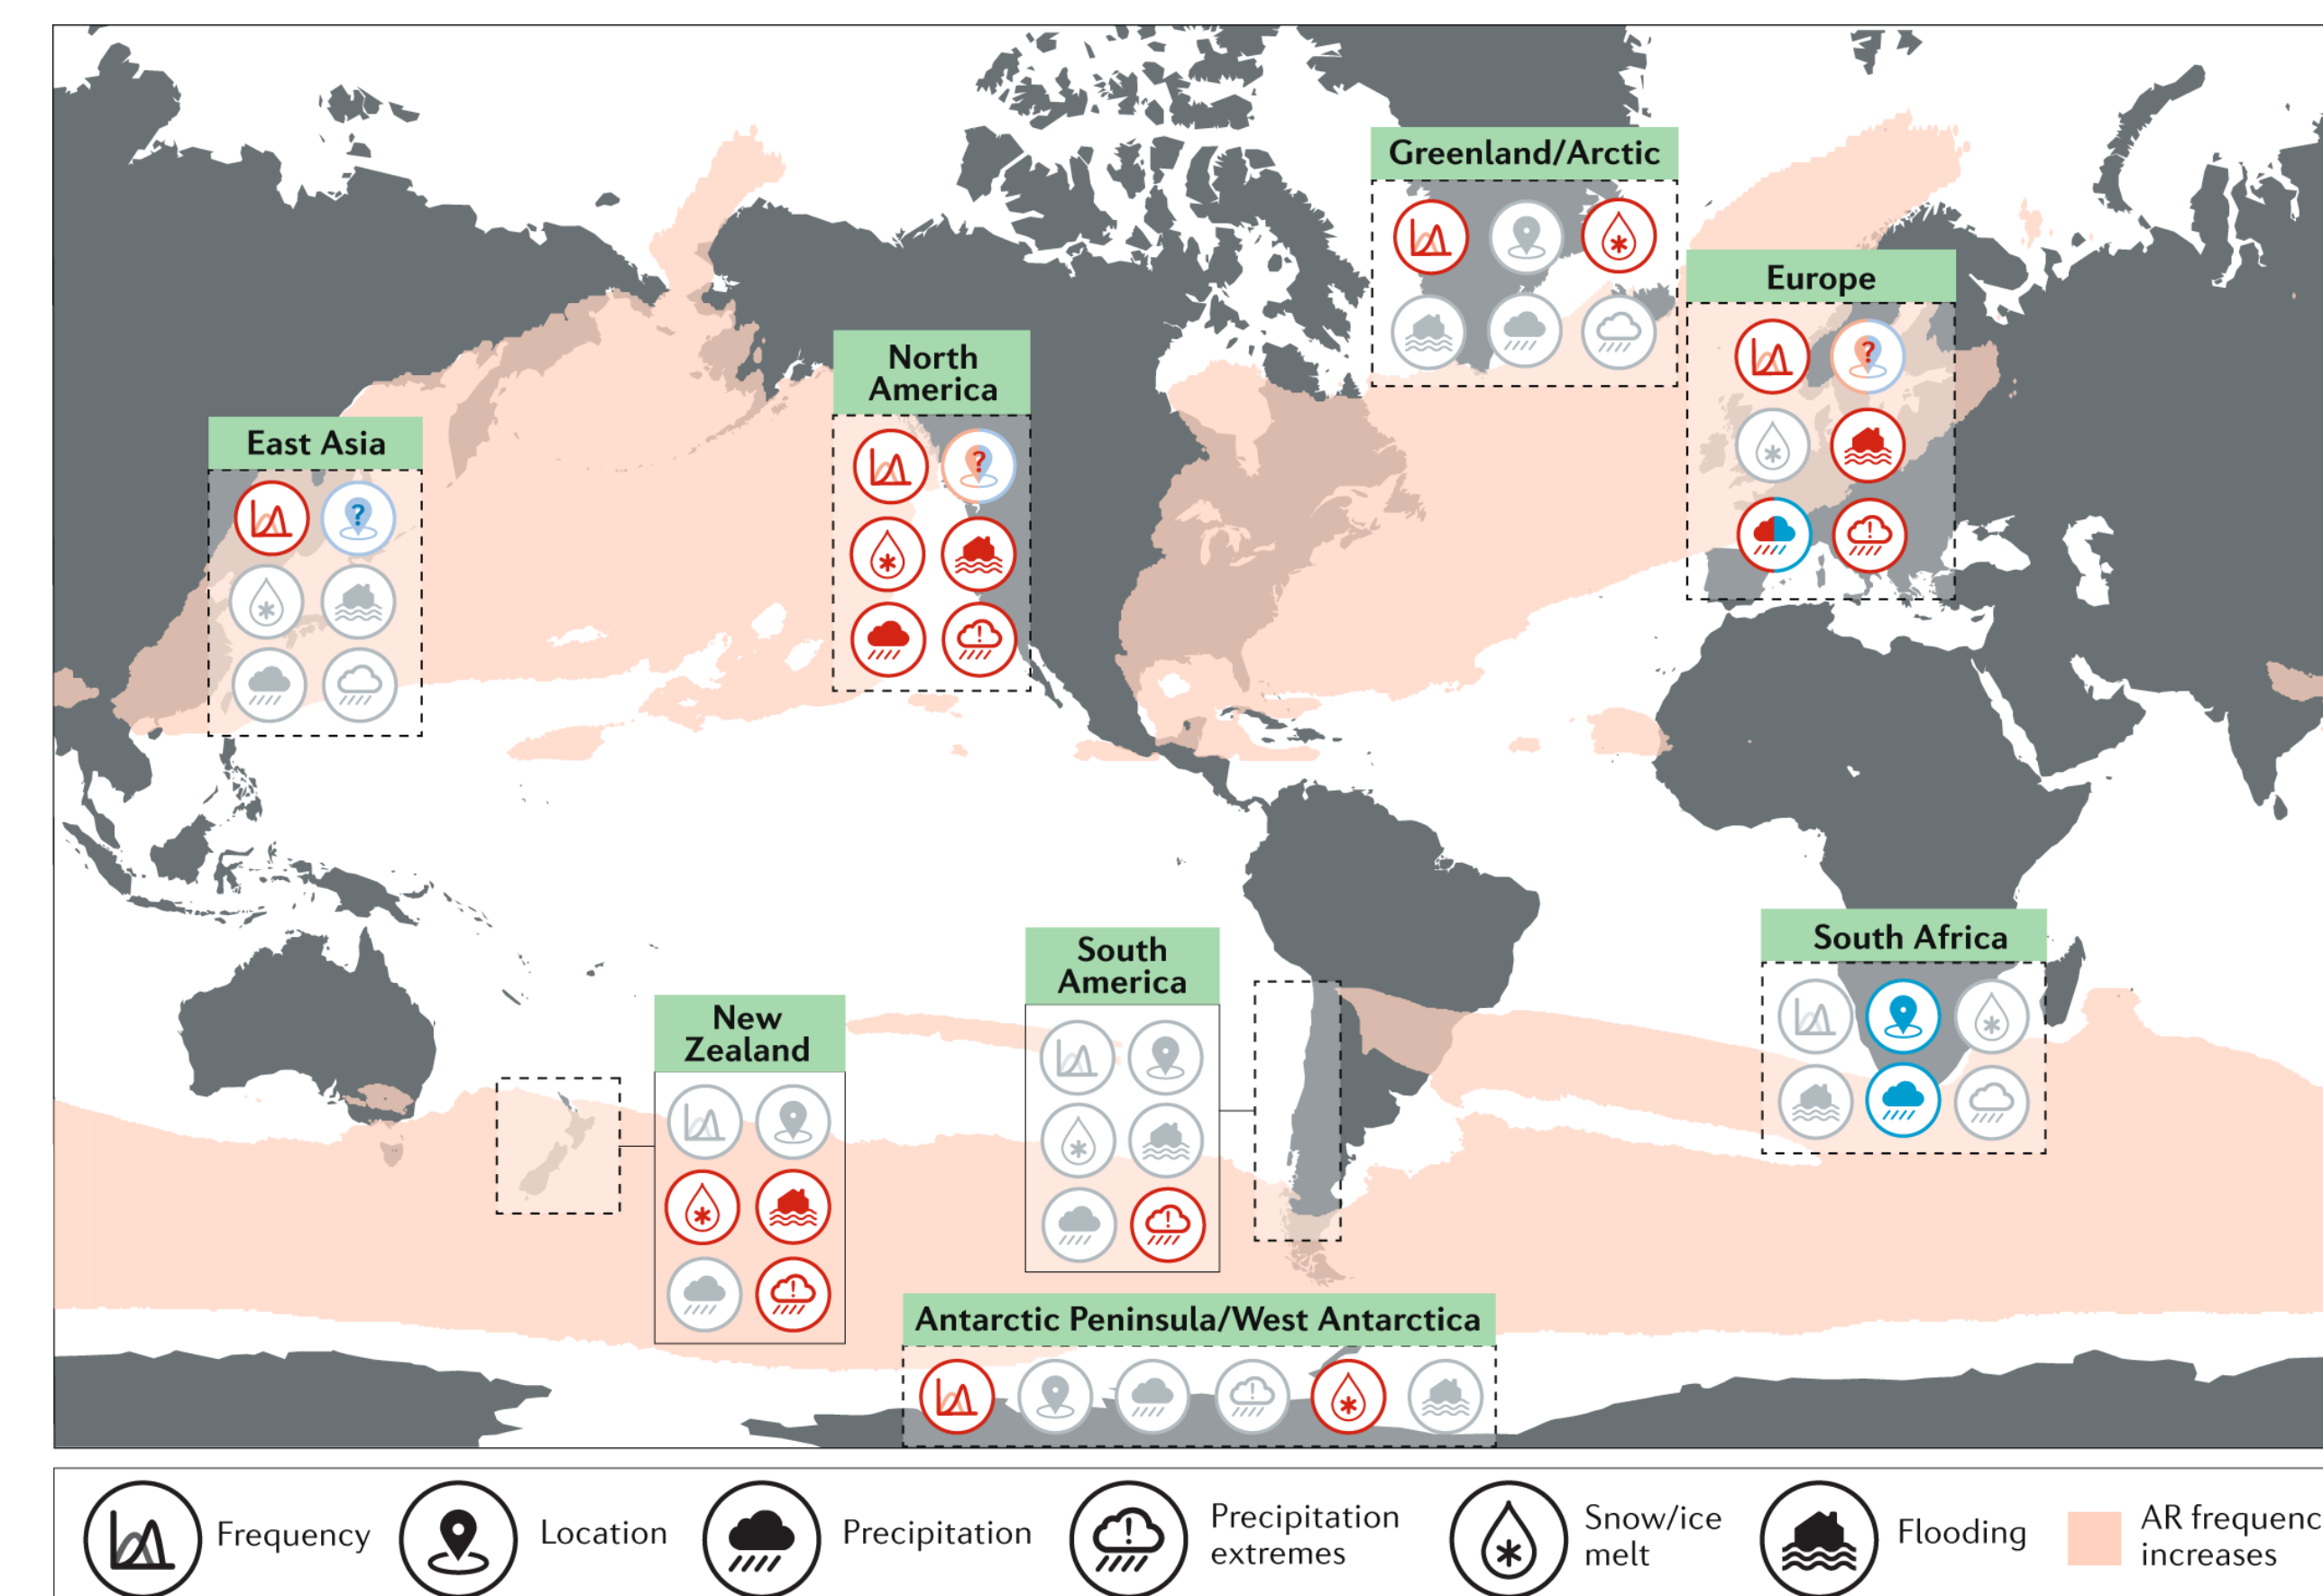 Greenland/Arctic
Europe
North
America
East Asia
?
?
?
!
!
South Africa
South
America
New
Zealand
!
!
Antarctic Peninsula/West Antarctica
!
Frequency
Location
Precipitation
!
Precipitation
extremes
Snow/ice
melt
Flooding
AR frequenc
increases